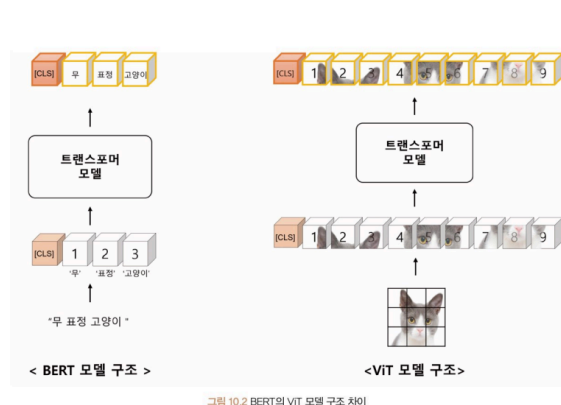 [CLS] 무 표정 고양이
트랜스포머
모델
[CLS] 1 2 3
'무' '표정' '고양이'
"무 표정 고양이 "
< BERT 모델 구조 >
[CLS] 1 2 3 4 5 6 7 8 9
트랜스포머
모델
[CLS] 1 2 3 4 5 6 7 8 9
<ViT 모델 구조>
그림 10.2 BERT의 ViT 모델 구조 차이